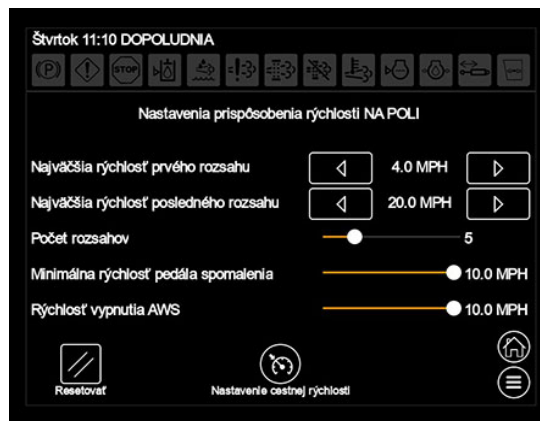 Štvrtok 11:10 DOPOLUDNIA
(P) STOP
Nastavenia prispôsobenia rýchlosti NA POLI
Najväčšia rýchlosť prvého rozsahu 4.0 MPH
Najväčšia rýchlosť posledného rozsahu 20.0 MPH
Počet rozsahov 5
Minimálna rýchlosť pedála spomalenia 10.0 MPH
Rýchlosť vypnutia AWS 10.0 MPH
Resetovať Nastavenie cestnej rýchlosti